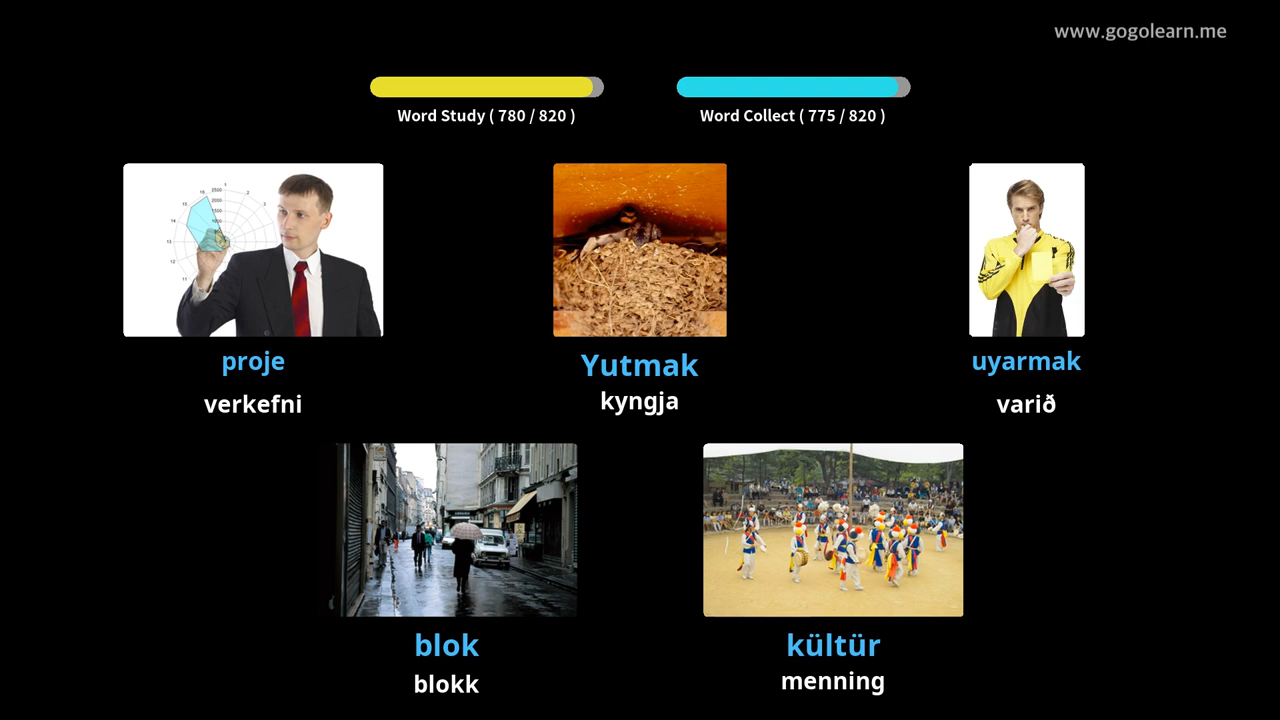 www.gogolearn.me
Word Study ( 780 / 820 )
Word Collect ( 775 / 820 )
proje
verkefni
Yutmak
kyngja
uyarmak
varið
blok
blokk
kültür
menning